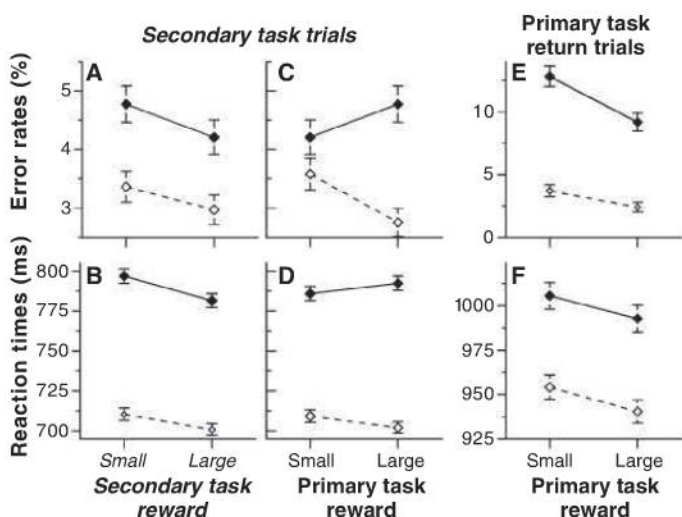 Secondary task trials
Primary task
return trials
A
C
E
Error rates (%)
5
4
3
10
5
0
B
D
F
Reaction times (ms)
800
775
750
725
700
1000
975
950
925
Small Large
Small Large
Small Large
Secondary task
reward
Primary task
reward
Primary task
reward